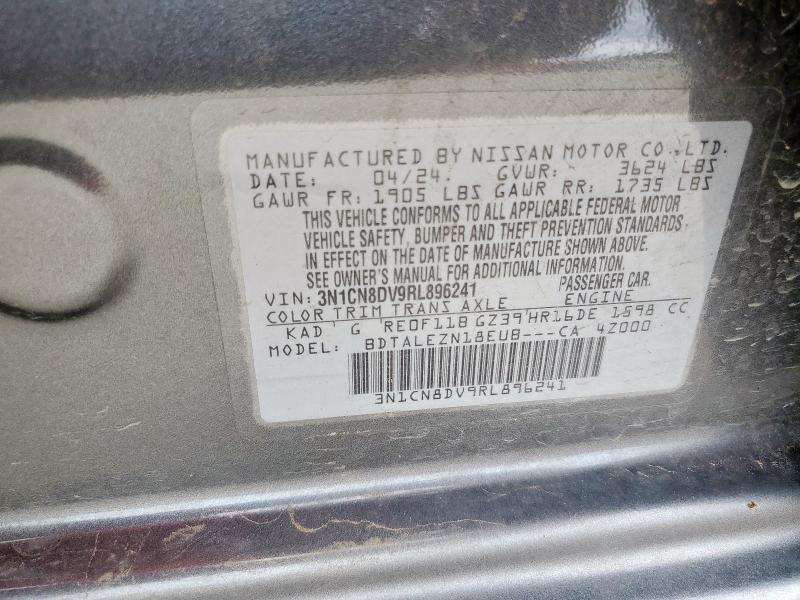 MANUFACTURED BY NISSAN MOTOR CO.,LTD.
DATE: 04/24 GVWR: 3624 LBS
GAWR FR: 1905 LBS GAWR RR: 1735 LBS
THIS VEHICLE CONFORMS TO ALL APPLICABLE FEDERAL MOTOR
VEHICLE SAFETY, BUMPER AND THEFT PREVENTION STANDARDS
IN EFFECT ON THE DATE OF MANUFACTURE SHOWN ABOVE.
SEE OWNER'S MANUAL FOR ADDITIONAL INFORMATION.
VIN: 3N1CN8DV9RL896241 PASSENGER CAR.
COLOR TRIM TRANS AXLE ENGINE
KAD G RE0F11B GZ39 HR16DE 1598 CC
MODEL: BDTALEZN18EUB---CA 4Z000
3N1CN8DV9RL896241